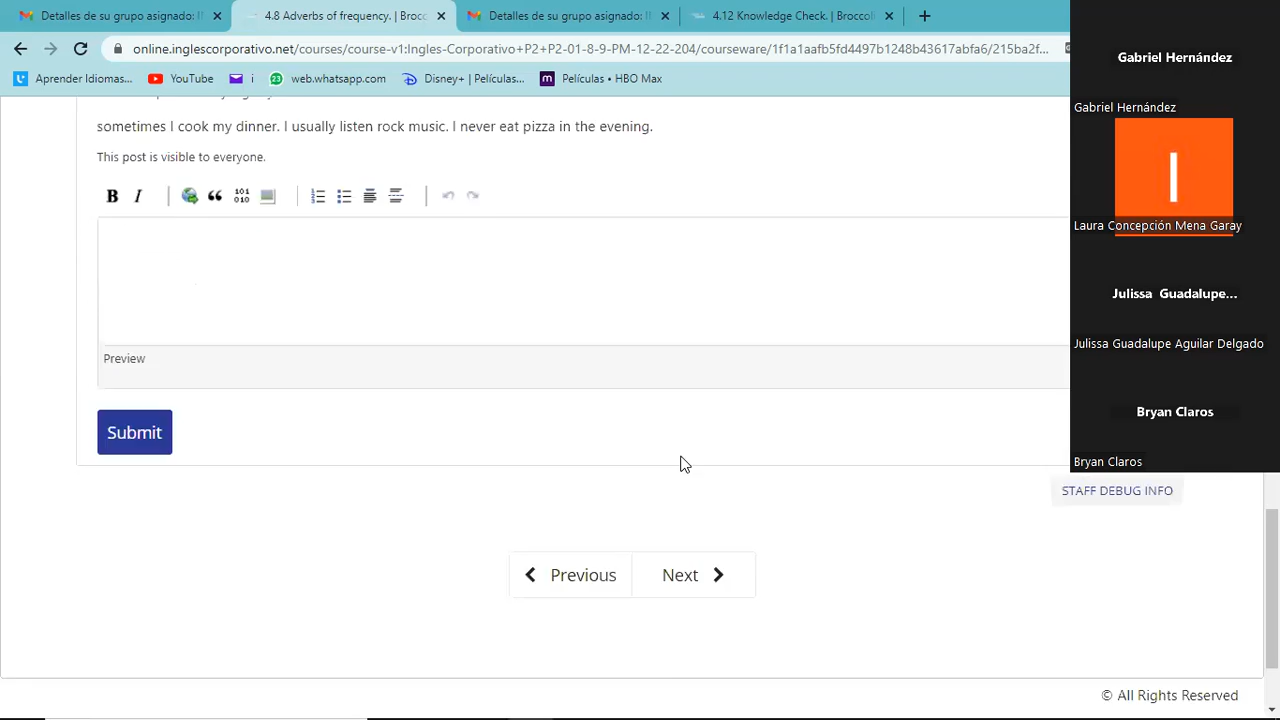 Detalles de su grupo asignado: I
4.8 Adverbs of frequency. | Brocc
Detalles de su grupo asignado: I
4.12 Knowledge Check. | Broccoli
online.inglescorporativo.net/courses/course-v1:Ingles-Corporativo+P2+P2-01-8-9-PM-12-22-204/courseware/1f1a1aafb5fd4497b1248b43617abfa6/215ba2f...
Aprender Idiomas...
YouTube
i
web.whatsapp.com
Disney+ | Películas...
Películas • HBO Max
sometimes I cook my dinner. I usually listen rock music. I never eat pizza in the evening.
This post is visible to everyone.
B I
101
010
Preview
Submit
STAFF DEBUG INFO
Previous
Next
© All Rights Reserved
Gabriel Hernández
Gabriel Hernández
I
Laura Concepción Mena Garay
Julissa Guadalupe...
Julissa Guadalupe Aguilar Delgado
Bryan Claros
Bryan Claros